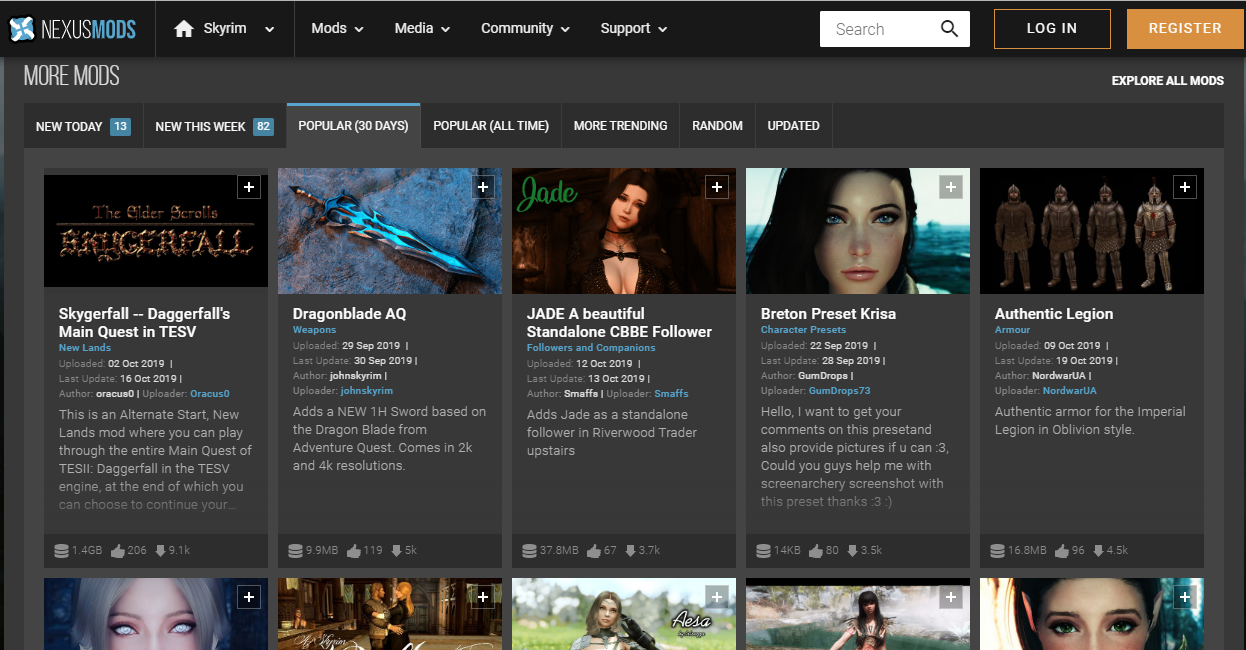 NEXUSMODS
Skyrim
Mods
Media
Community
Support
Search
LOG IN
REGISTER
MORE MODS
EXPLORE ALL MODS
NEW TODAY 13
NEW THIS WEEK 82
POPULAR (30 DAYS)
POPULAR (ALL TIME)
MORE TRENDING
RANDOM
UPDATED
The Elder Scrolls
SKYGERFALL
Skygerfall -- Daggerfall's
Main Quest in TESV
New Lands
Uploaded: 02 Oct 2019 |
Last Update: 16 Oct 2019 |
Author: oracus0 | Uploader: Oracus0
This is an Alternate Start, New
Lands mod where you can play
through the entire Main Quest of
TESII: Daggerfall in the TESV
engine, at the end of which you
can choose to continue your...
1.4GB 206 9.1k
Dragonblade AQ
Weapons
Uploaded: 29 Sep 2019 |
Last Update: 30 Sep 2019 |
Author: johnskyrim |
Uploader: johnskyrim
Adds a NEW 1H Sword based on
the Dragon Blade from
Adventure Quest. Comes in 2k
and 4k resolutions.
9.9MB 119 5k
Jade
JADE A beautiful
Standalone CBBE Follower
Followers and Companions
Uploaded: 12 Oct 2019 |
Last Update: 13 Oct 2019 |
Author: Smaffs | Uploader: Smaffs
Adds Jade as a standalone
follower in Riverwood Trader
upstairs
37.8MB 67 3.7k
Breton Preset Krisa
Character Presets
Uploaded: 22 Sep 2019 |
Last Update: 28 Sep 2019 |
Author: GumDrops |
Uploader: GumDrops73
Hello, I want to get your
comments on this presetand
also provide pictures if u can :3,
Could you guys help me with
screenarchery screenshot with
this preset thanks :3 :)
14KB 80 3.5k
Authentic Legion
Armour
Uploaded: 09 Oct 2019 |
Last Update: 19 Oct 2019 |
Author: NordwarUA |
Uploader: NordwarUA
Authentic armor for the Imperial
Legion in Oblivion style.
16.8MB 96 4.5k
Aesa